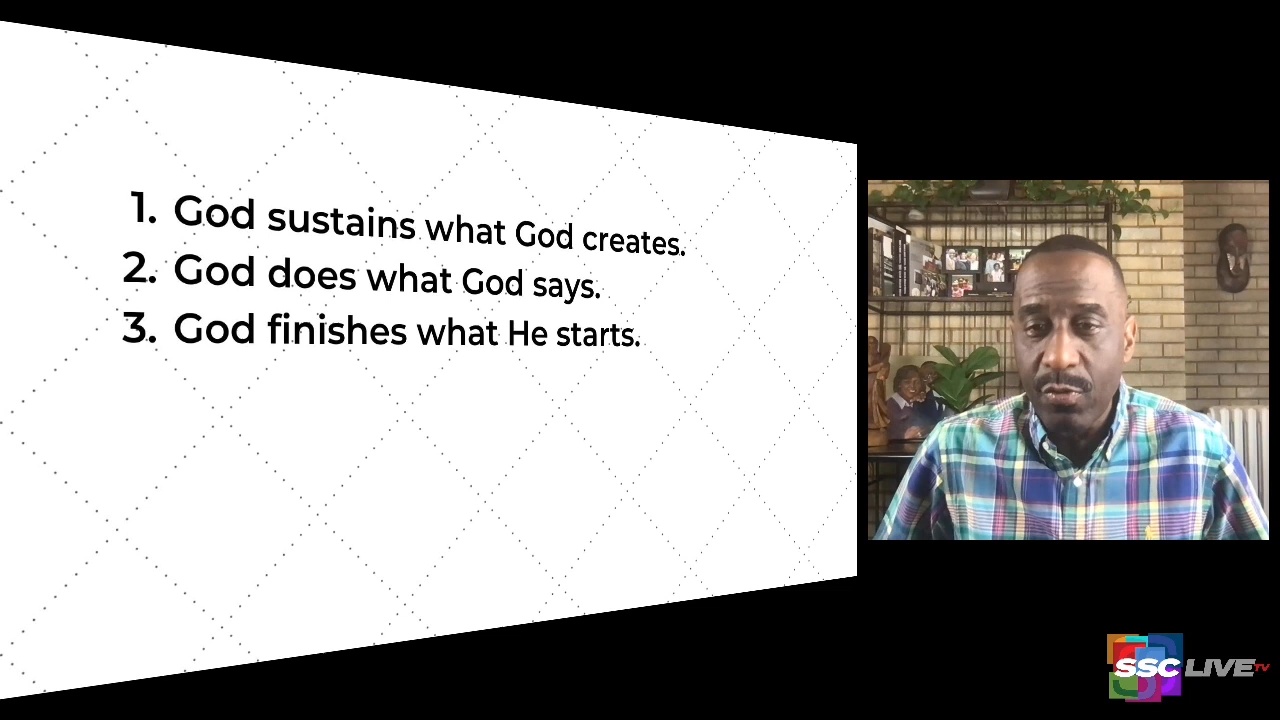 1. God sustains what God creates.
2. God does what God says.
3. God finishes what He starts.
SSC LIVE TV